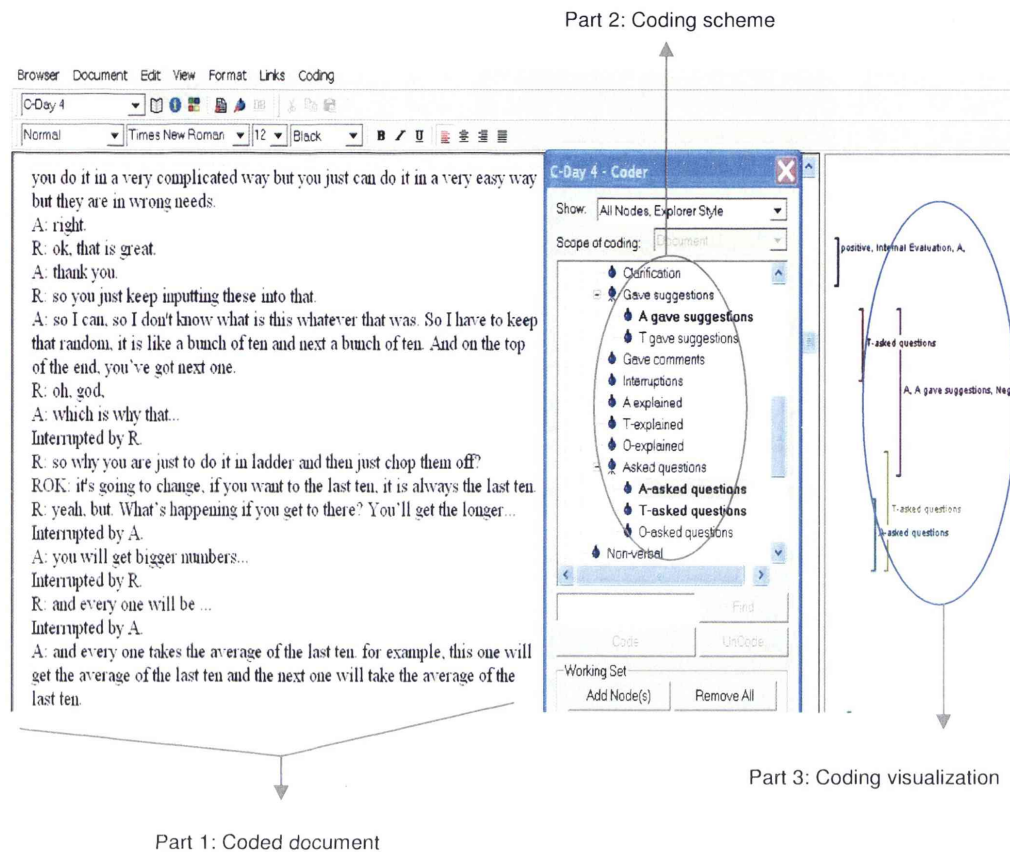 Part 2: Coding scheme
Browser Document Edit View Format Links Coding
C-Day 4
Normal Times New Roman 12 Black B I U
you do it in a very complicated way but you just can do it in a very easy way
but they are in wrong needs.
A: right.
R: ok, that is great.
A: thank you.
R: so you just keep inputting these into that.
A: so I can, so I don't know what is this whatever that was. So I have to keep
that random, it is like a bunch of ten and next a bunch of ten. And on the top
of the end, you've got next one.
R: oh, god,
A: which is why that...
Interrupted by R.
R: so why you are just to do it in ladder and then just chop them off?
ROK: it's going to change, if you want to the last ten, it is always the last ten.
R: yeah, but. What's happening if you get to there? You'll get the longer...
Interrupted by A.
A: you will get bigger numbers...
Interrupted by R.
R: and every one will be ...
Interrupted by A.
A: and every one takes the average of the last ten. for example, this one will
get the average of the last ten and the next one will take the average of the
last ten.
C-Day 4 - Coder
Show: All Nodes, Explorer Style
Scope of coding: Document
Clarification
Gave suggestions
A gave suggestions
T gave suggestions
Gave comments
Interruptions
A explained
T-explained
O-explained
Asked questions
A-asked questions
T-asked questions
O-asked questions
Non-verbal
Find
Code UnCode
Working Set
Add Node(s) Remove All
positive, Internal Evaluation, A,
T-asked questions
A, A gave suggestions, Neg
T-asked questions
asked questions
Part 3: Coding visualization
Part 1: Coded document